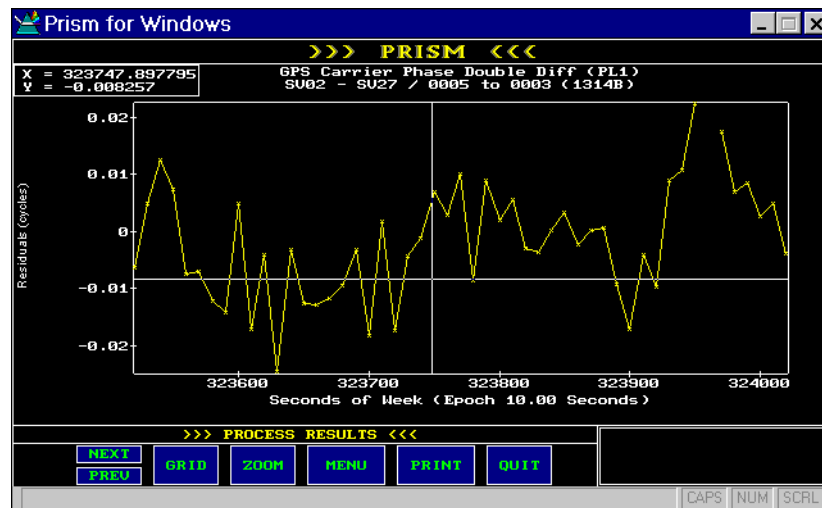 Prism for Windows
>>> PRISM <<<
X = 323747.897795
Y = -0.008257
GPS Carrier Phase Double Diff (PL1)
SV02 - SV27 / 0005 to 0003 (1314B)
Residuals (cycles)
0.02
0.01
0
-0.01
-0.02
323600 323700 323800 323900 324000
Seconds of Week (Epoch 10.00 Seconds)
>>> PROCESS RESULTS <<<
NEXT
PREV
GRID ZOOM MENU PRINT QUIT
CAPS NUM SCRL